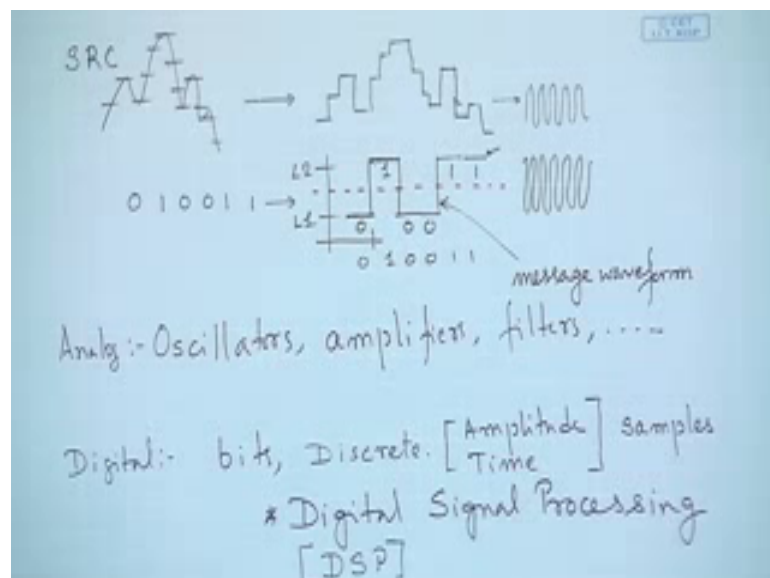 SRC
L2
1
1 1
0 1 0 0 1 1
L1
0
0 0
0 1 0 0 1 1
message waveform
Analog :- Oscillators, amplifiers, filters, .....
Digital:- bits, Discrete. [Amplitude Time] Samples
* Digital Signal Processing
[DSP]